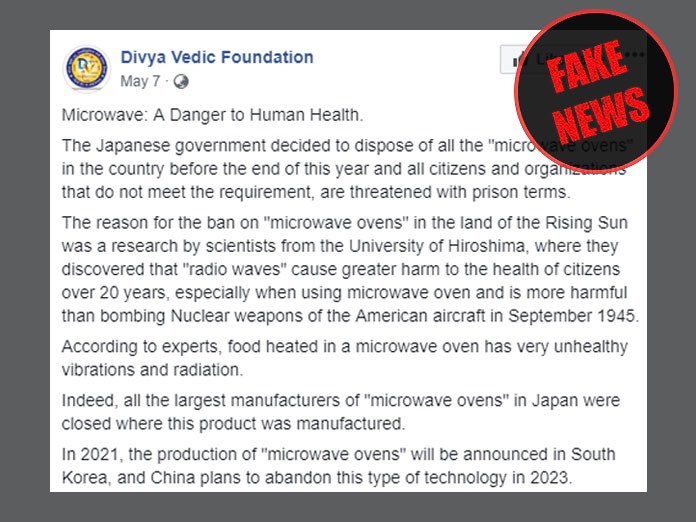 Divya Vedic Foundation
May 7 ·
FAKE
NEWS
Microwave: A Danger to Human Health.
The Japanese government decided to dispose of all the "microwave ovens"
in the country before the end of this year and all citizens and organizations
that do not meet the requirement, are threatened with prison terms.
The reason for the ban on "microwave ovens" in the land of the Rising Sun
was a research by scientists from the University of Hiroshima, where they
discovered that "radio waves" cause greater harm to the health of citizens
over 20 years, especially when using microwave oven and is more harmful
than bombing Nuclear weapons of the American aircraft in September 1945.
According to experts, food heated in a microwave oven has very unhealthy
vibrations and radiation.
Indeed, all the largest manufacturers of "microwave ovens" in Japan were
closed where this product was manufactured.
In 2021, the production of "microwave ovens" will be announced in South
Korea, and China plans to abandon this type of technology in 2023.